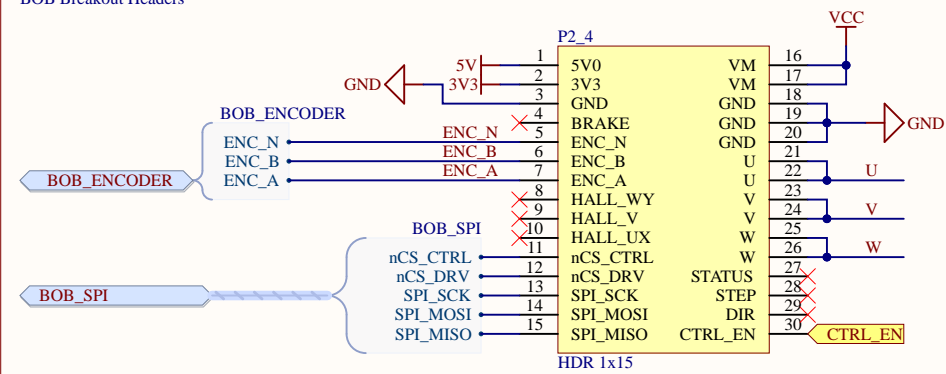 BOB Breakout Headers
VCC
P2_4
5V 1 5V0 VM 16
3V3 2 3V3 VM 17
GND 3 GND GND 18
4 BRAKE GND 19 GND
BOB_ENCODER
ENC_N ENC_N 5 ENC_N GND 20
ENC_B ENC_B 6 ENC_B U 21
BOB_ENCODER ENC_A ENC_A 7 ENC_A U 22 U
8 HALL_WY V 23
9 HALL_V V 24 V
10 HALL_UX W 25
BOB_SPI
nCS_CTRL 11 nCS_CTRL W 26 W
nCS_DRV 12 nCS_DRV STATUS 27
BOB_SPI SPI_SCK 13 SPI_SCK STEP 28
SPI_MOSI 14 SPI_MOSI DIR 29
SPI_MISO 15 SPI_MISO CTRL_EN 30 CTRL_EN
HDR 1x15